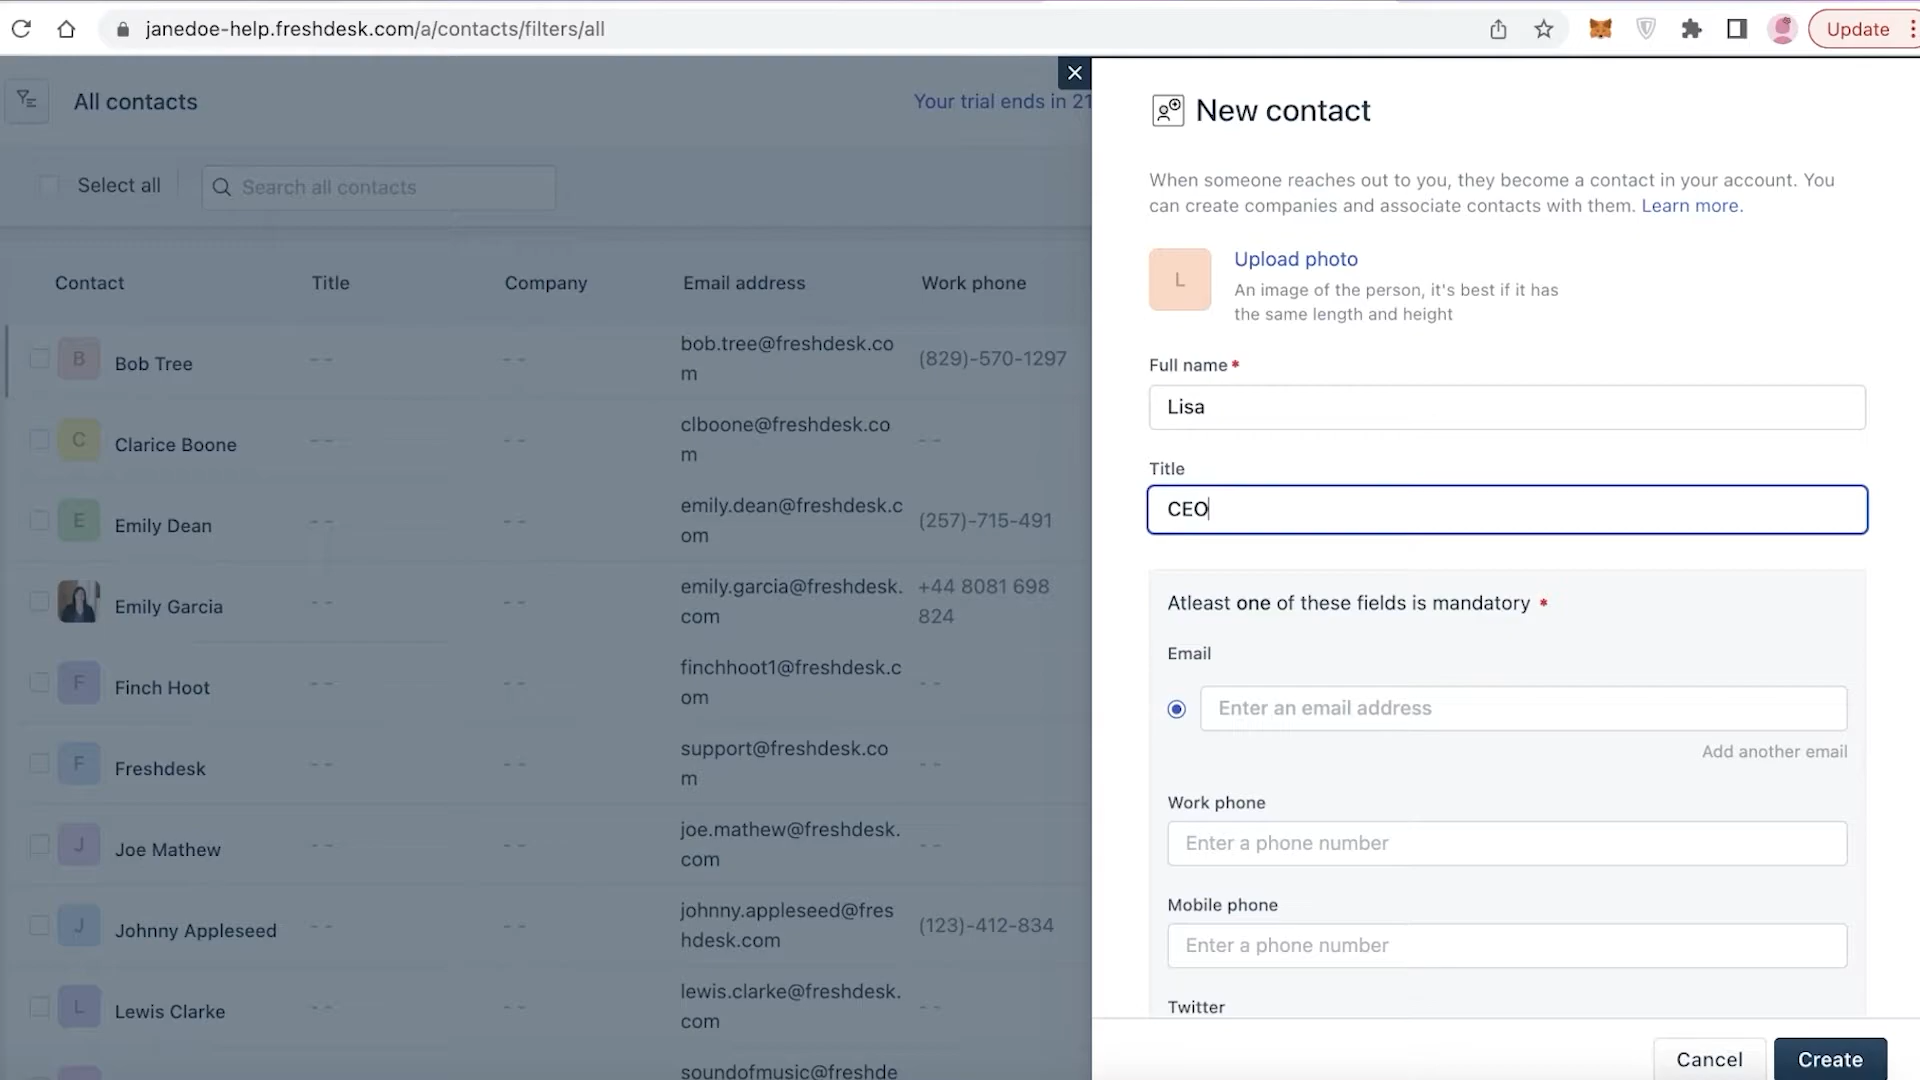 janedoe-help.freshdesk.com/a/contacts/filters/all
Update
All contacts
Your trial ends in 21
Select all
Search all contacts
Contact Title Company Email address Work phone
B Bob Tree -- -- bob.tree@freshdesk.co
m (829)-570-1297
C Clarice Boone -- -- clboone@freshdesk.co
m --
E Emily Dean -- -- emily.dean@freshdesk.c
om (257)-715-491
Emily Garcia -- -- emily.garcia@freshdesk.
com +44 8081 698
824
F Finch Hoot -- -- finchhoot1@freshdesk.c
om --
F Freshdesk -- -- support@freshdesk.co
m --
J Joe Mathew -- -- joe.mathew@freshdesk.
com --
J Johnny Appleseed -- -- johnny.appleseed@fres
hdesk.com (123)-412-834
L Lewis Clarke -- -- lewis.clarke@freshdesk.
com --
soundofmusic@freshde
New contact
When someone reaches out to you, they become a contact in your account. You
can create companies and associate contacts with them. Learn more.
L
Upload photo
An image of the person, it's best if it has
the same length and height
Full name*
Lisa
Title
CEO
Atleast one of these fields is mandatory *
Email
Enter an email address
Add another email
Work phone
Enter a phone number
Mobile phone
Enter a phone number
Twitter
Cancel
Create